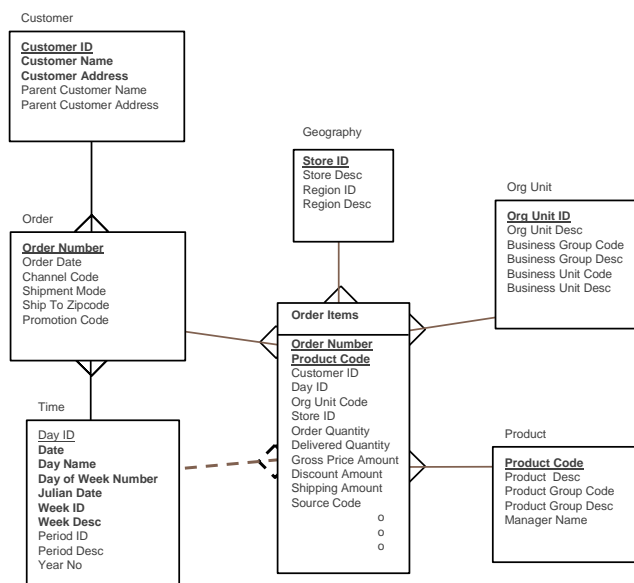 Customer
Customer ID
Customer Name
Customer Address
Parent Customer Name
Parent Customer Address
Geography
Store ID
Store Desc
Region ID
Region Desc
Org Unit
Org Unit ID
Org Unit Desc
Business Group Code
Business Group Desc
Business Unit Code
Business Unit Desc
Order
Order Number
Order Date
Channel Code
Shipment Mode
Ship To Zipcode
Promotion Code
Order Items
Order Number
Product Code
Customer ID
Day ID
Org Unit Code
Store ID
Order Quantity
Delivered Quantity
Gross Price Amount
Discount Amount
Shipping Amount
Source Code
o
o
o
Time
Day ID
Date
Day Name
Day of Week Number
Julian Date
Week ID
Week Desc
Period ID
Period Desc
Year No
Product
Product Code
Product  Desc
Product Group Code
Product Group Desc
Manager Name